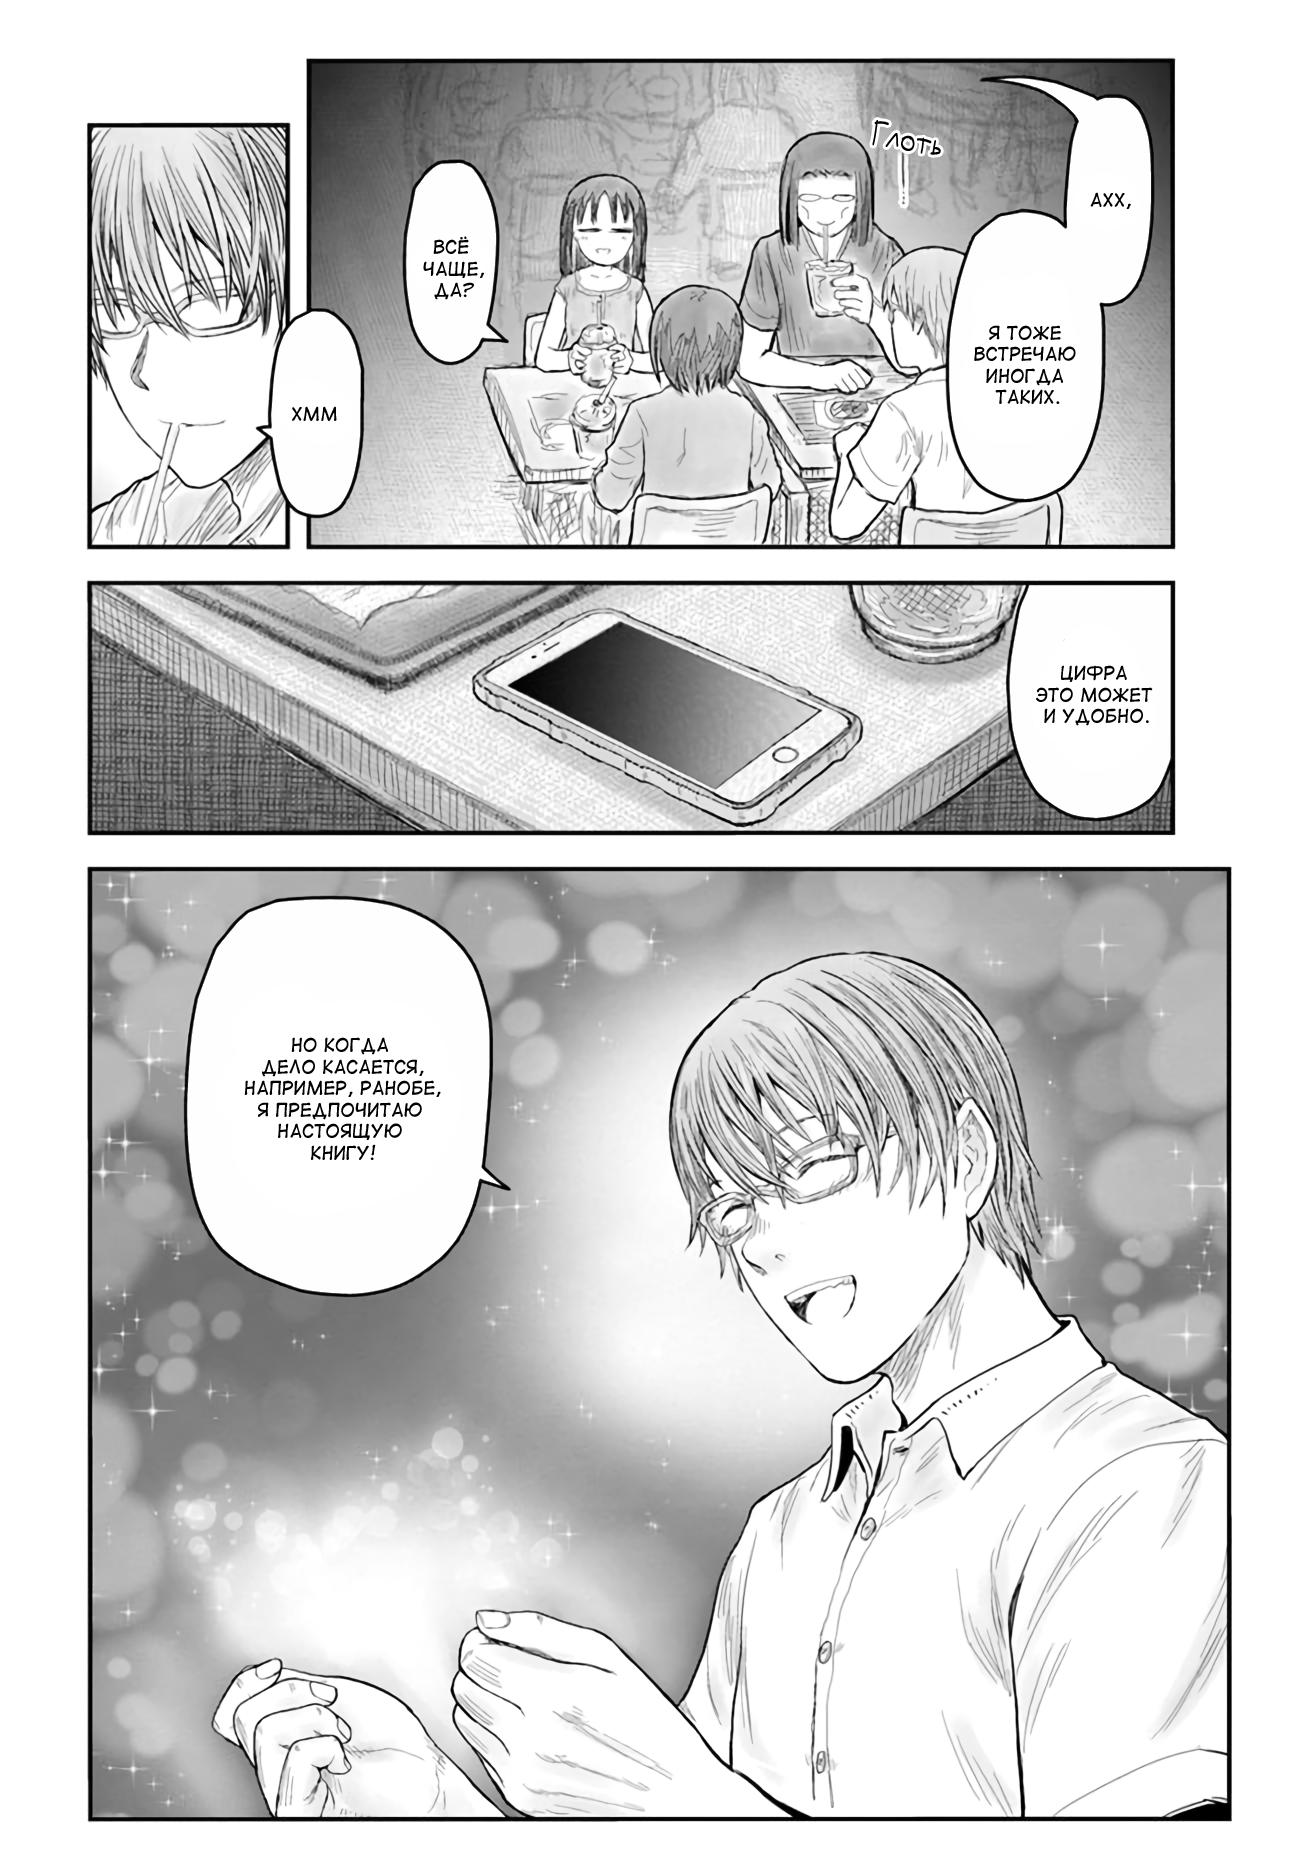 АХХ,
Я ТОЖЕ
ВСТРЕЧАЮ
ИНОГДА
ТАКИХ.
Глоть
ВСЁ
ЧАЩЕ,
ДА?
ХММ
ЦИФРА
ЭТО МОЖЕТ
И УДОБНО.
НО КОГДА
ДЕЛО КАСАЕТСЯ,
НАПРИМЕР, РАНОБЕ,
Я ПРЕДПОЧИТАЮ
НАСТОЯЩУЮ
КНИГУ!